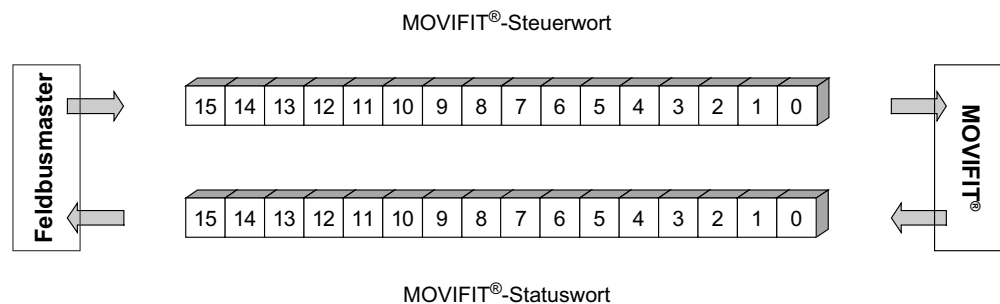 MOVIFIT®-Steuerwort
Feldbusmaster
15 14 13 12 11 10 9 8 7 6 5 4 3 2 1 0
MOVIFIT®
15 14 13 12 11 10 9 8 7 6 5 4 3 2 1 0
MOVIFIT®-Statuswort